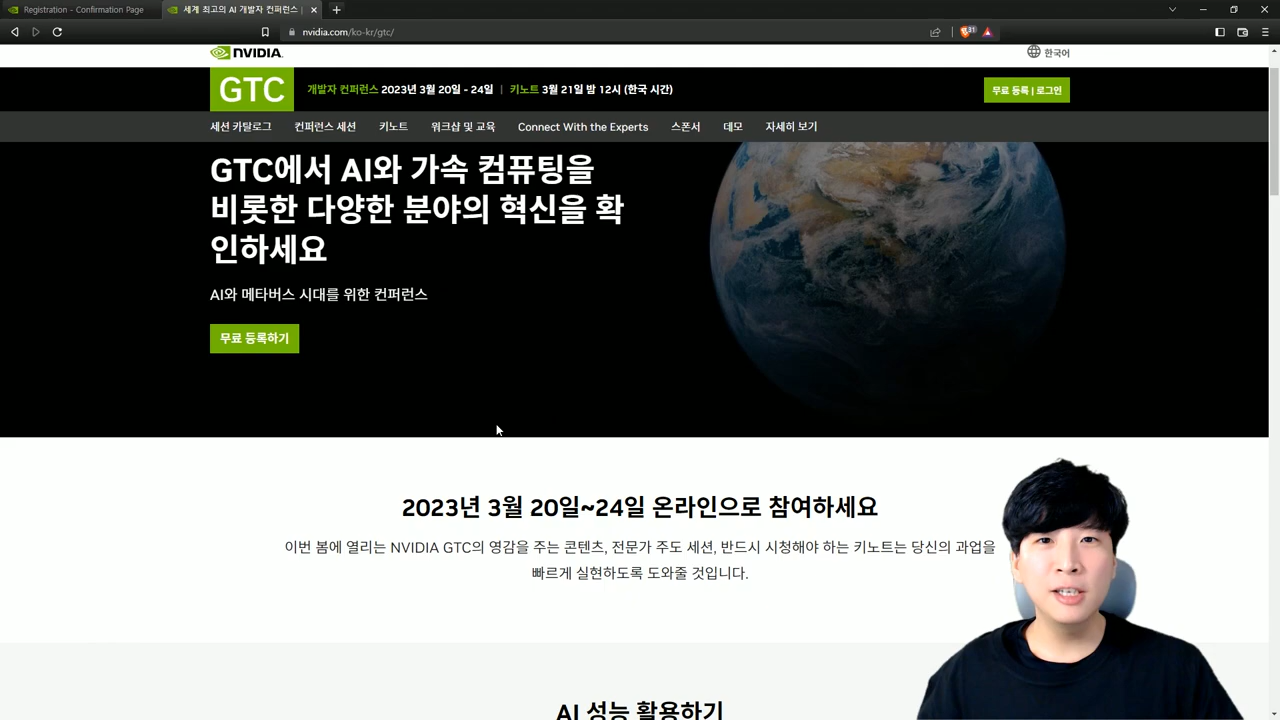 Registration - Confirmation Page
세계 최고의 AI 개발자 컨퍼런스 |
nvidia.com/ko-kr/gtc/
31
NVIDIA.
한국어
GTC
개발자 컨퍼런스 2023년 3월 20일 - 24일 | 키노트 3월 21일 밤 12시 (한국 시간)
무료 등록 | 로그인
세션 카탈로그 컨퍼런스 세션 키노트 워크샵 및 교육 Connect With the Experts 스폰서 데모 자세히 보기
GTC에서 AI와 가속 컴퓨팅을
비롯한 다양한 분야의 혁신을 확
인하세요
AI와 메타버스 시대를 위한 컨퍼런스
무료 등록하기
2023년 3월 20일~24일 온라인으로 참여하세요
이번 봄에 열리는 NVIDIA GTC의 영감을 주는 콘텐츠, 전문가 주도 세션, 반드시 시청해야 하는 키노트는 당신의 과업을
빠르게 실현하도록 도와줄 것입니다.
AI 성능 활용하기